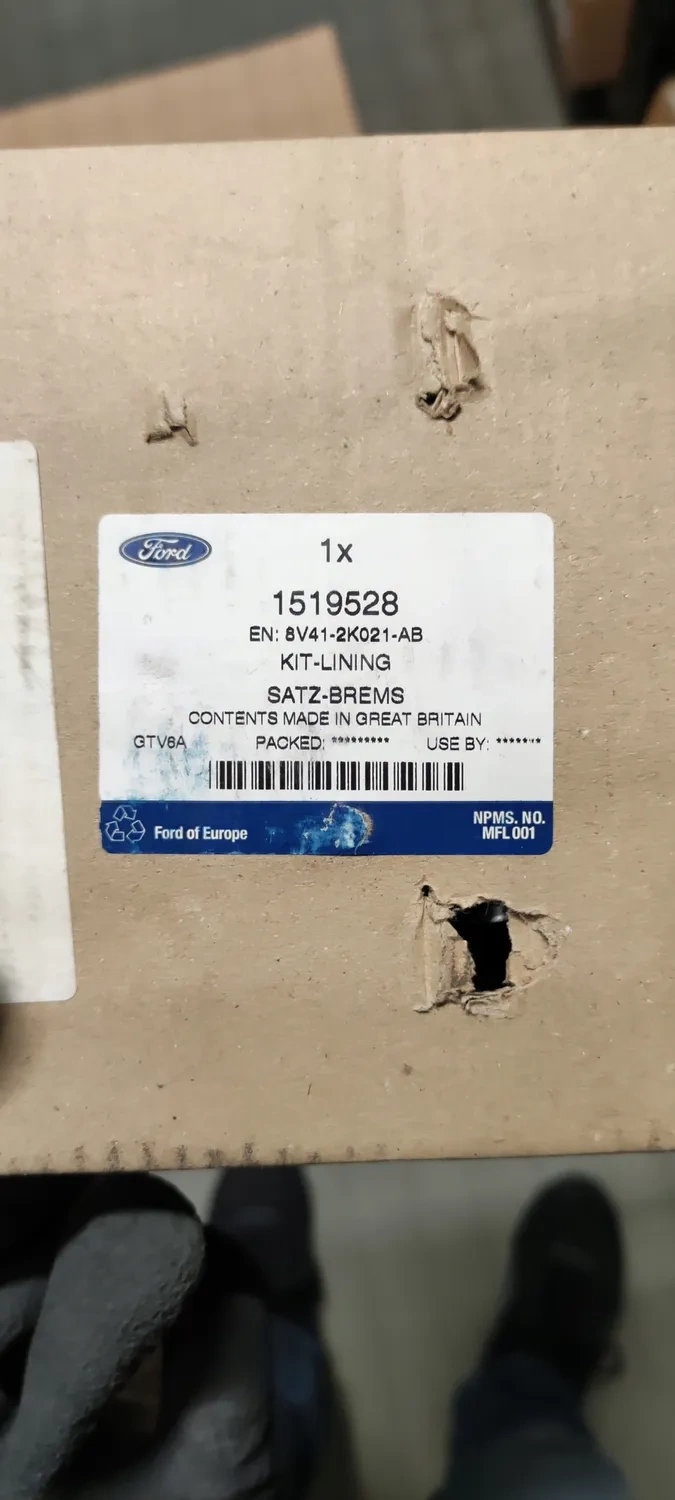 Ford
1x
1519528
EN: 8V41-2K021-AB
KIT-LINING
SATZ-BREMS
CONTENTS MADE IN GREAT BRITAIN
GTV6A PACKED: ********* USE BY: *******
Ford of Europe
NPMS. NO.
MFL 001